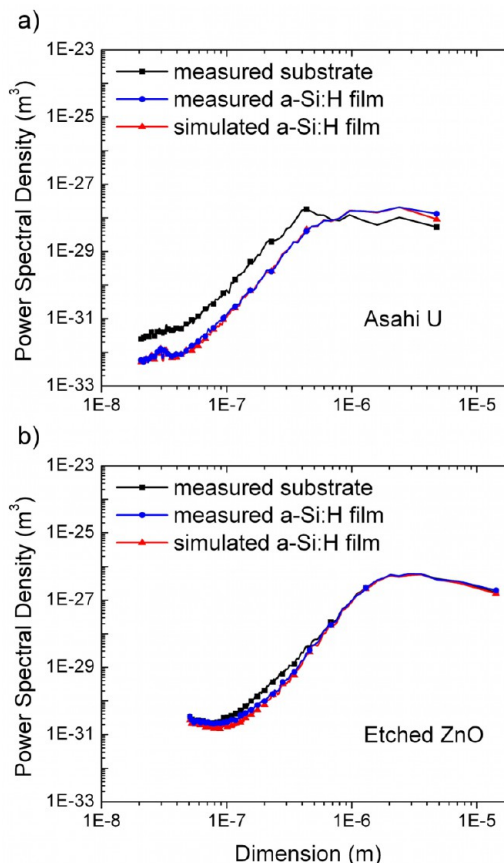 a)
1E-23
measured substrate
measured a-Si:H film
1E-25
simulated a-Si:H film
1E-27
1E-29
1E-31
Asahi U
1E-33
1E-8
1E-7
1E-6
1E-5
Power Spectral Density (m³)
b)
1E-23
measured substrate
measured a-Si:H film
1E-25
simulated a-Si:H film
1E-27
1E-29
1E-31
Etched ZnO
1E-33
1E-8
1E-7
1E-6
1E-5
Power Spectral Density (m³)
Dimension (m)